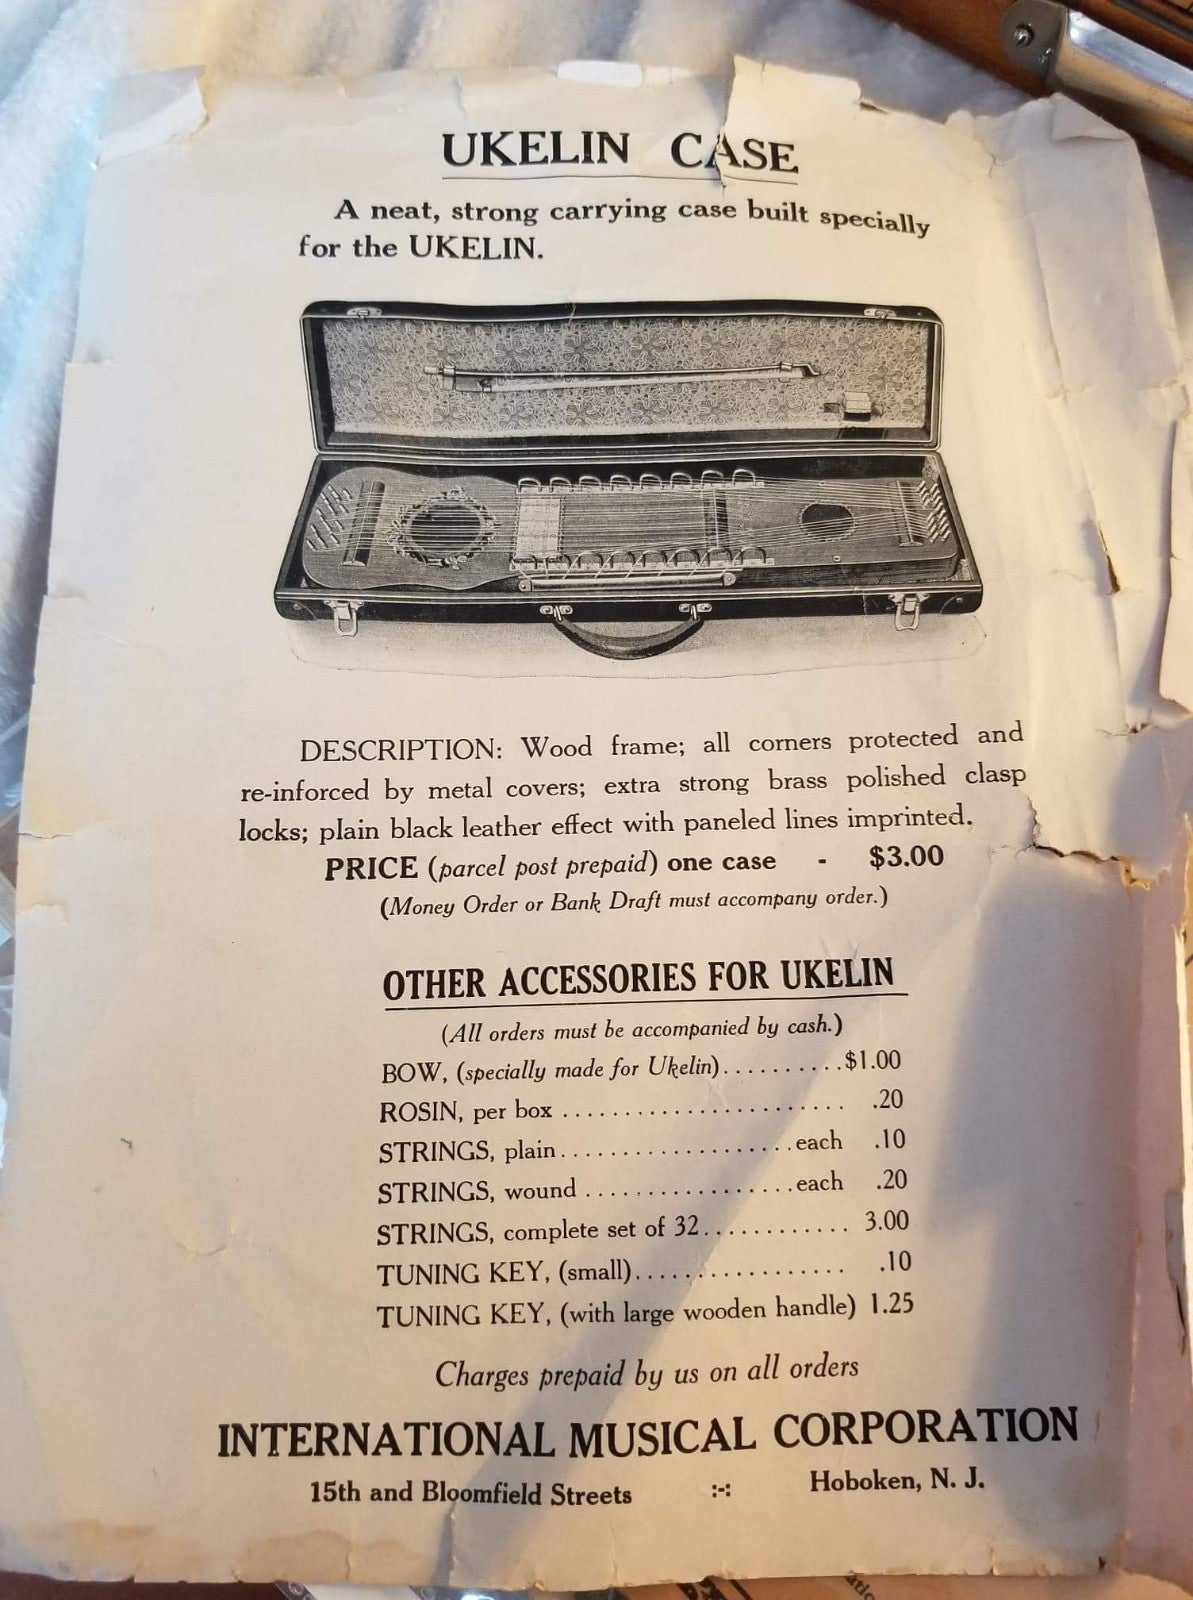 UKELIN CASE
A neat, strong carrying case built specially
for the UKELIN.
DESCRIPTION: Wood frame; all corners protected and
re-inforced by metal covers; extra strong brass polished clasp
locks; plain black leather effect with paneled lines imprinted.
PRICE (parcel post prepaid) one case - $3.00
(Money Order or Bank Draft must accompany order.)
OTHER ACCESSORIES FOR UKELIN
(All orders must be accompanied by cash.)
BOW, (specially made for Ukelin)..........$1.00
ROSIN, per box ....................... .20
STRINGS, plain...................each .10
STRINGS, wound .................each .20
STRINGS, complete set of 32............ 3.00
TUNING KEY, (small)................. .10
TUNING KEY, (with large wooden handle) 1.25
Charges prepaid by us on all orders
INTERNATIONAL MUSICAL CORPORATION
15th and Bloomfield Streets :-: Hoboken, N. J.